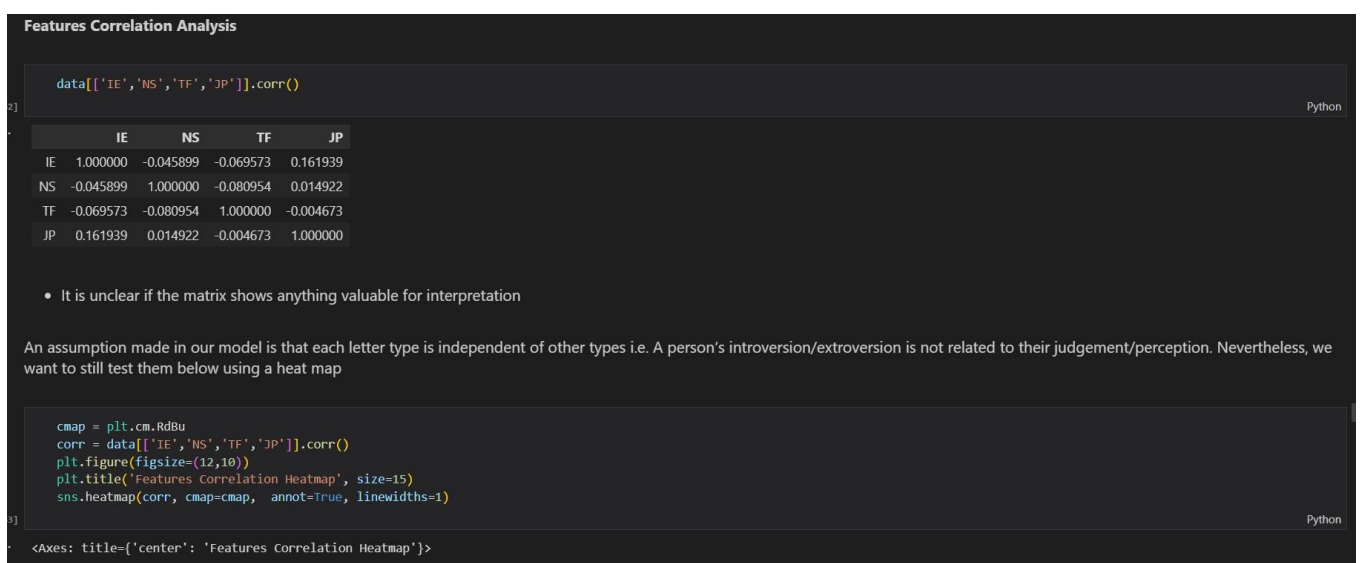 Features Correlation Analysis
data[['IE','NS','TF','JP']].corr()
2]
Python
IE NS TF JP
IE 1.000000 -0.045899 -0.069573 0.161939
NS -0.045899 1.000000 -0.080954 0.014922
TF -0.069573 -0.080954 1.000000 -0.004673
JP 0.161939 0.014922 -0.004673 1.000000
• It is unclear if the matrix shows anything valuable for interpretation
An assumption made in our model is that each letter type is independent of other types i.e. A person's introversion/extroversion is not related to their judgement/perception. Nevertheless, we
want to still test them below using a heat map
cmap = plt.cm.RdBu
corr = data[['IE','NS','TF','JP']].corr()
plt.figure(figsize=(12,10))
plt.title('Features Correlation Heatmap', size=15)
sns.heatmap(corr, cmap=cmap,  annot=True, linewidths=1)
3]
Python
<Axes: title={'center': 'Features Correlation Heatmap'}>